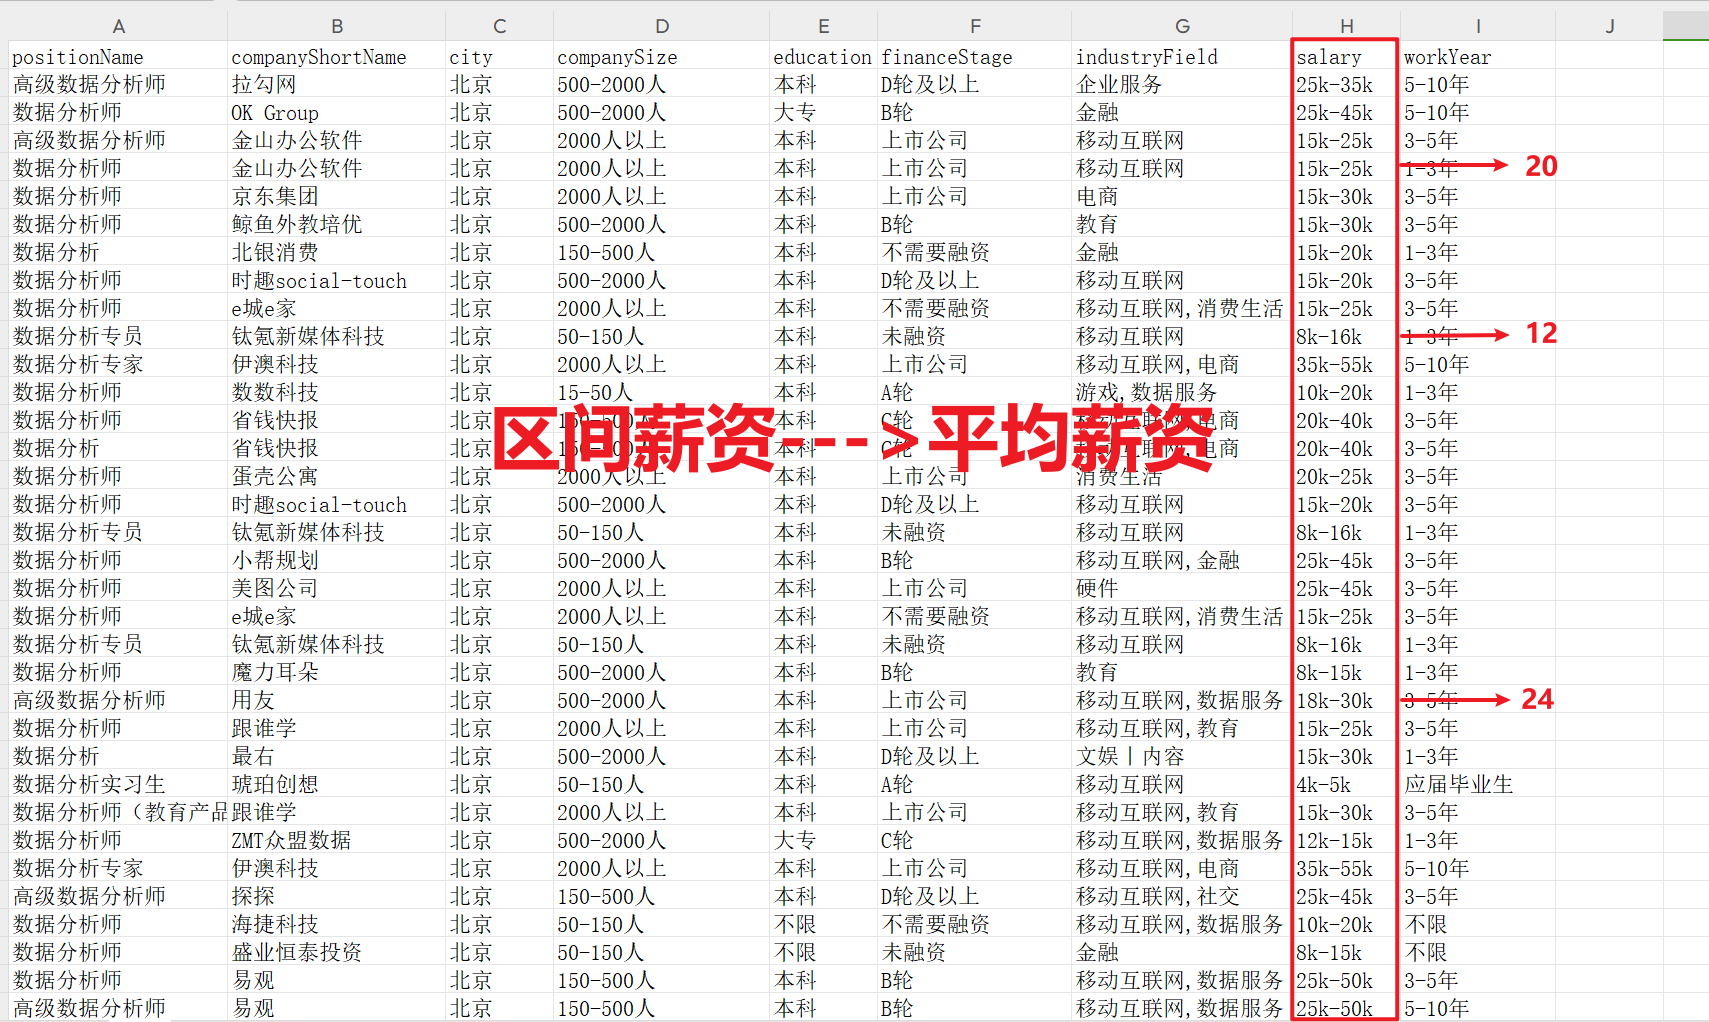 A B C D E F G H I J
positionName companyShortName city companySize education financeStage industryField salary workYear
高级数据分析师 拉勾网 北京 500-2000人 本科 D轮及以上 企业服务 25k-35k 5-10年
数据分析师 OK Group 北京 500-2000人 大专 B轮 金融 25k-45k 5-10年
高级数据分析师 金山办公软件 北京 2000人以上 本科 上市公司 移动互联网 15k-25k 3-5年
数据分析师 金山办公软件 北京 2000人以上 本科 上市公司 移动互联网 15k-25k 1-3年 20
数据分析师 京东集团 北京 2000人以上 本科 上市公司 电商 15k-30k 3-5年
数据分析师 鲸鱼外教培优 北京 500-2000人 本科 B轮 教育 15k-30k 3-5年
数据分析 北银消费 北京 150-500人 本科 不需要融资 金融 15k-20k 1-3年
数据分析师 时趣social-touch 北京 500-2000人 本科 D轮及以上 移动互联网 15k-20k 3-5年
数据分析师 e城e家 北京 2000人以上 本科 不需要融资 移动互联网,消费生活 15k-25k 3-5年
数据分析专员 钛氪新媒体科技 北京 50-150人 本科 未融资 移动互联网 8k-16k 1-3年 12
数据分析专家 伊澳科技 北京 2000人以上 本科 上市公司 移动互联网,电商 35k-55k 5-10年
数据分析师 数数科技 北京 15-50人 本科 A轮 游戏,数据服务 10k-20k 1-3年
数据分析师 省钱快报 北京 150-500人 本科 C轮 移动互联网,电商 20k-40k 3-5年
区间薪资--->平均薪资
数据分析 省钱快报 北京 150-500人 本科 C轮 移动互联网,电商 20k-40k 3-5年
数据分析师 蛋壳公寓 北京 2000人以上 本科 上市公司 消费生活 20k-25k 3-5年
数据分析师 时趣social-touch 北京 500-2000人 本科 D轮及以上 移动互联网 15k-20k 3-5年
数据分析专员 钛氪新媒体科技 北京 50-150人 本科 未融资 移动互联网 8k-16k 1-3年
数据分析师 小帮规划 北京 500-2000人 本科 B轮 移动互联网,金融 25k-45k 3-5年
数据分析师 美图公司 北京 2000人以上 本科 上市公司 硬件 25k-45k 3-5年
数据分析师 e城e家 北京 2000人以上 本科 不需要融资 移动互联网,消费生活 15k-25k 3-5年
数据分析专员 钛氪新媒体科技 北京 50-150人 本科 未融资 移动互联网 8k-16k 1-3年
数据分析师 魔力耳朵 北京 500-2000人 本科 B轮 教育 8k-15k 1-3年
高级数据分析师 用友 北京 500-2000人 本科 上市公司 移动互联网,数据服务 18k-30k 3-5年 24
数据分析师 跟谁学 北京 2000人以上 本科 上市公司 移动互联网,教育 15k-25k 3-5年
数据分析 最右 北京 500-2000人 本科 D轮及以上 文娱丨内容 15k-30k 1-3年
数据分析实习生 琥珀创想 北京 50-150人 本科 A轮 移动互联网 4k-5k 应届毕业生
数据分析师（教育产品 跟谁学 北京 2000人以上 本科 上市公司 移动互联网,教育 15k-30k 3-5年
数据分析师 ZMT众盟数据 北京 500-2000人 大专 C轮 移动互联网,数据服务 12k-15k 1-3年
数据分析专家 伊澳科技 北京 2000人以上 本科 上市公司 移动互联网,电商 35k-55k 5-10年
高级数据分析师 探探 北京 150-500人 本科 D轮及以上 移动互联网,社交 25k-45k 3-5年
数据分析师 海捷科技 北京 50-150人 不限 不需要融资 移动互联网,数据服务 10k-20k 不限
数据分析师 盛业恒泰投资 北京 50-150人 不限 未融资 金融 8k-15k 不限
数据分析师 易观 北京 150-500人 本科 B轮 移动互联网,数据服务 25k-50k 3-5年
高级数据分析师 易观 北京 150-500人 本科 B轮 移动互联网,数据服务 25k-50k 5-10年